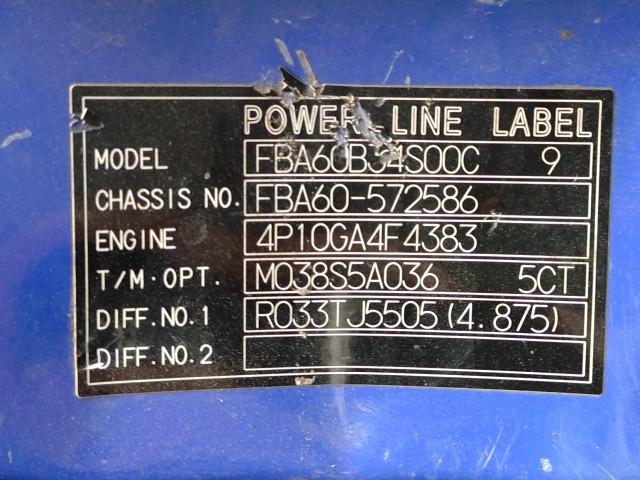 POWER LINE LABEL
MODEL FBA60B34S00C 9
CHASSIS NO. FBA60-572586
ENGINE 4P10GA4F4383
T/M·OPT. M038S5A036 5CT
DIFF.NO.1 R033TJ5505(4.875)
DIFF.NO.2